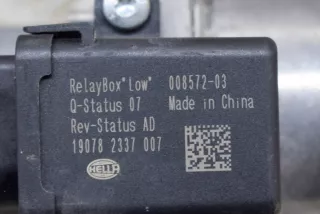 RelayBox"Low" 008572-03
Q-Status 07 Made in China
Rev-Status AD
19078 2337 007
HELLA